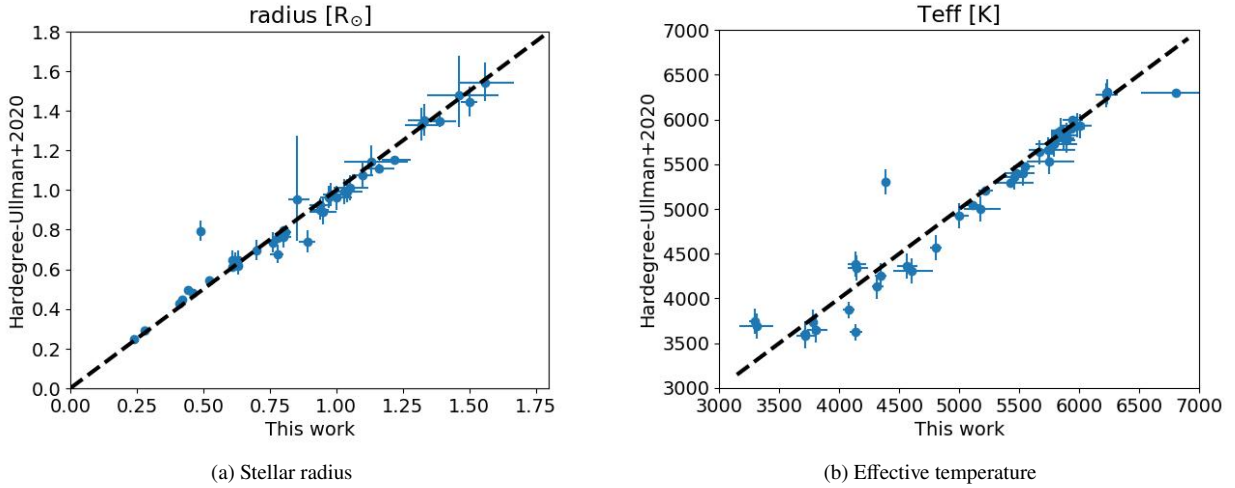 radius [R☉]
Hardegree-Ullman+2020
1.8
1.6
1.4
1.2
1.0
0.8
0.6
0.4
0.2
0.0
0.00 0.25 0.50 0.75 1.00 1.25 1.50 1.75
This work
(a) Stellar radius
Teff [K]
Hardegree-Ullman+2020
7000
6500
6000
5500
5000
4500
4000
3500
3000
3000 3500 4000 4500 5000 5500 6000 6500 7000
This work
(b) Effective temperature